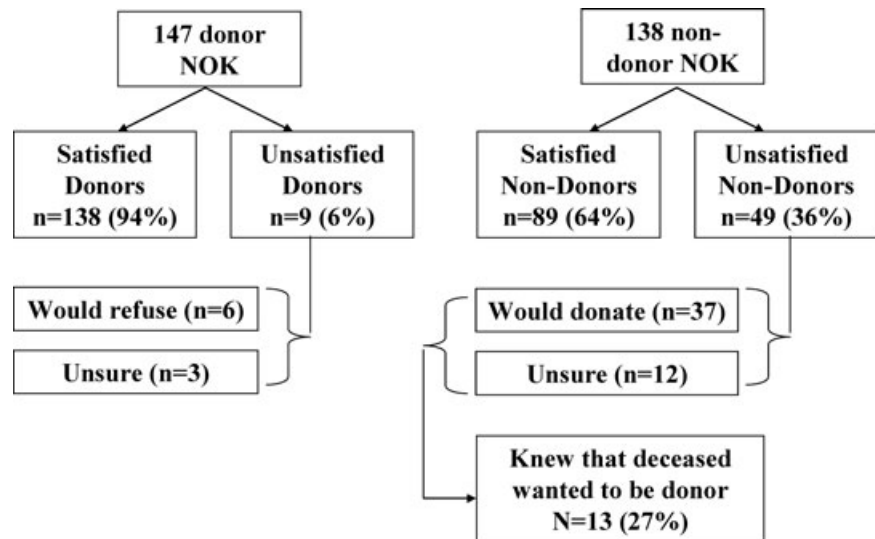 147 donor
NOK
138 non-
donor NOK
Satisfied
Donors
n=138 (94%)
Unsatisfied
Donors
n=9 (6%)
Satisfied
Non-Donors
n=89 (64%)
Unsatisfied
Non-Donors
n=49 (36%)
Would refuse (n=6)
Unsure (n=3)
Would donate (n=37)
Unsure (n=12)
Knew that deceased
wanted to be donor
N=13 (27%)